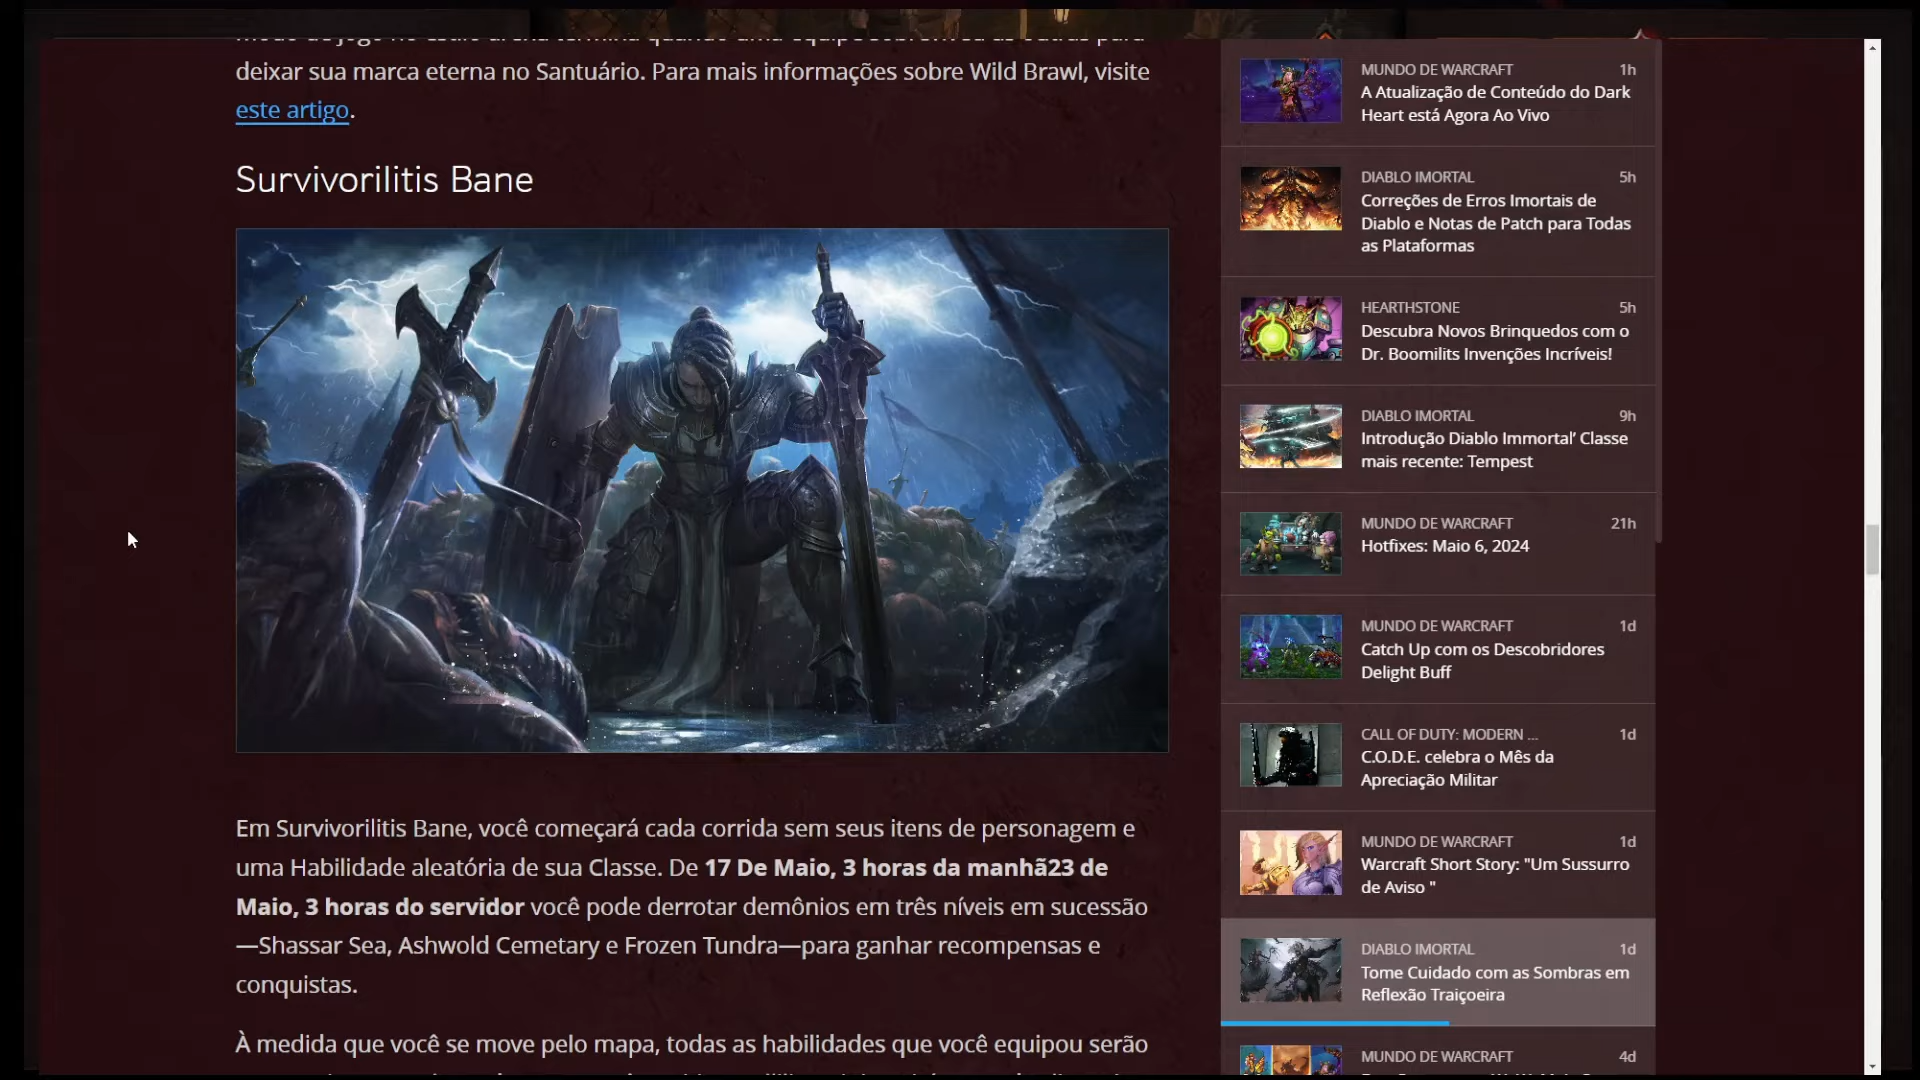 deixar sua marca eterna no Santuário. Para mais informações sobre Wild Brawl, visite
este artigo.
Survivorilitis Bane
Em Survivorilitis Bane, você começará cada corrida sem seus itens de personagem e
uma Habilidade aleatória de sua Classe. De 17 De Maio, 3 horas da manhã23 de
Maio, 3 horas do servidor você pode derrotar demônios em três níveis em sucessão
—Shassar Sea, Ashwold Cemetary e Frozen Tundra—para ganhar recompensas e
conquistas.
À medida que você se move pelo mapa, todas as habilidades que você equipou serão
MUNDO DE WARCRAFT 1h
A Atualização de Conteúdo do Dark
Heart está Agora Ao Vivo
DIABLO IMORTAL 5h
Correções de Erros Imortais de
Diablo e Notas de Patch para Todas
as Plataformas
HEARTHSTONE 5h
Descubra Novos Brinquedos com o
Dr. Boomilits Invenções Incríveis!
DIABLO IMORTAL 9h
Introdução Diablo Immortal’ Classe
mais recente: Tempest
MUNDO DE WARCRAFT 21h
Hotfixes: Maio 6, 2024
MUNDO DE WARCRAFT 1d
Catch Up com os Descobridores
Delight Buff
CALL OF DUTY: MODERN ... 1d
C.O.D.E. celebra o Mês da
Apreciação Militar
MUNDO DE WARCRAFT 1d
Warcraft Short Story: "Um Sussurro
de Aviso "
DIABLO IMORTAL 1d
Tome Cuidado com as Sombras em
Reflexão Traiçoeira
MUNDO DE WARCRAFT 4d